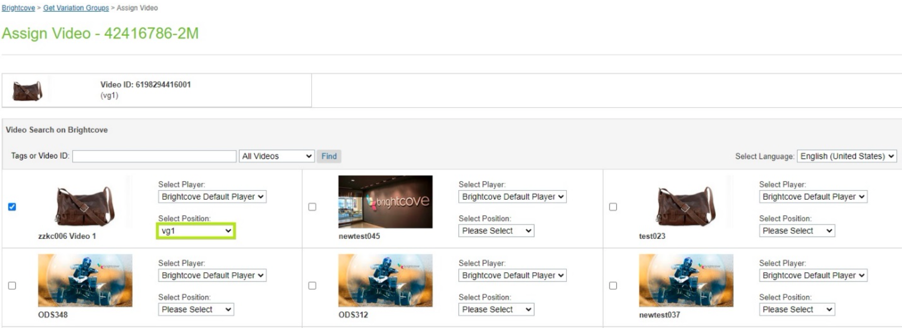 Brightcove > Get Variation Groups > Assign Video
Assign Video - 42416786-2M
Video ID: 6198294416001
(vg1)
Video Search on Brightcove
Tags or Video ID: All Videos Find Select Language: English (United States)
Select Player: Select Player: Select Player:
Brightcove Default Player Brightcove Default Player Brightcove Default Player
brightcove
Select Position: Select Position: Select Position:
vg1 Please Select Please Select
zzkc006 Video 1 newtest045 test023
Select Player: Select Player: Select Player:
Brightcove Default Player Brightcove Default Player Brightcove Default Player
Select Position: Select Position: Select Position:
Please Select Please Select Please Select
ODS348 ODS312 newtest037